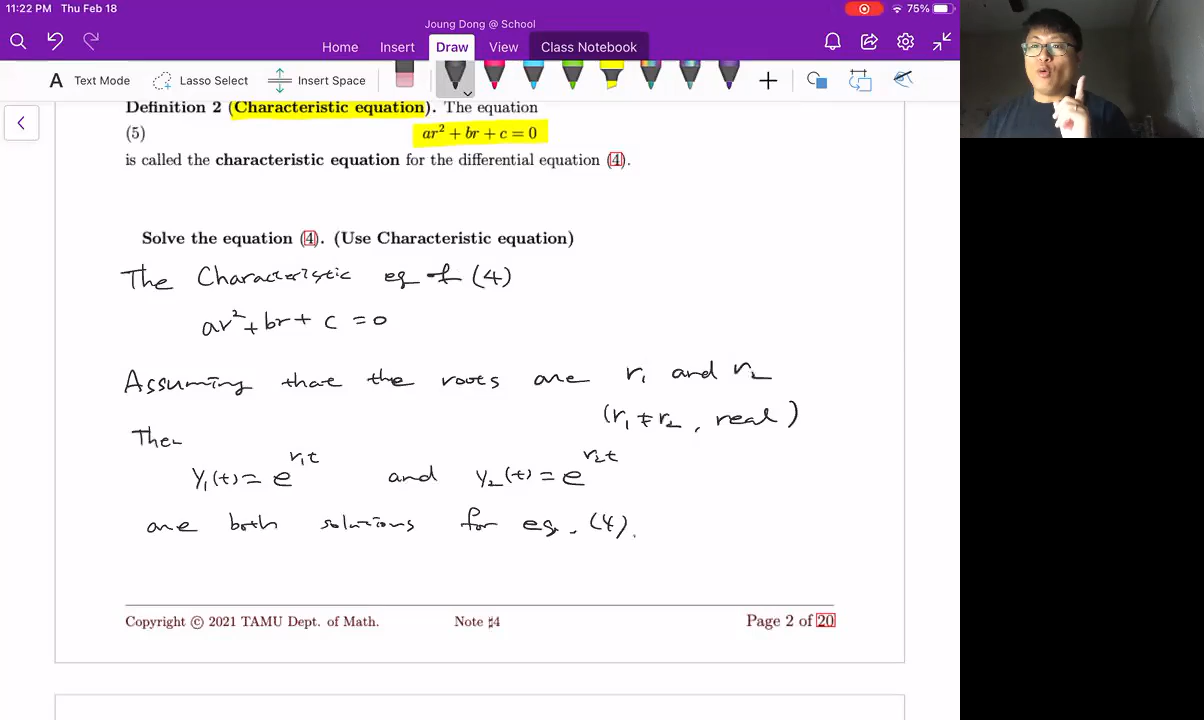 11:22 PM Thu Feb 18
75%
Joung Dong @ School
Home Insert Draw View Class Notebook
A Text Mode Lasso Select Insert Space
Definition 2 (Characteristic equation). The equation
(5) ar² + br + c = 0
is called the characteristic equation for the differential equation (4).
Solve the equation (4). (Use Characteristic equation)
The Characteristic eq of (4)
ar² + br + c = 0
Assuming that the roots are r₁ and r₂
(r₁ ≠ r₂, real)
Then
y₁(t) = e^{r₁t} and y₂(t) = e^{r₂t}
are both solutions for eq. (4).
Copyright © 2021 TAMU Dept. of Math. Note ♯4 Page 2 of 20